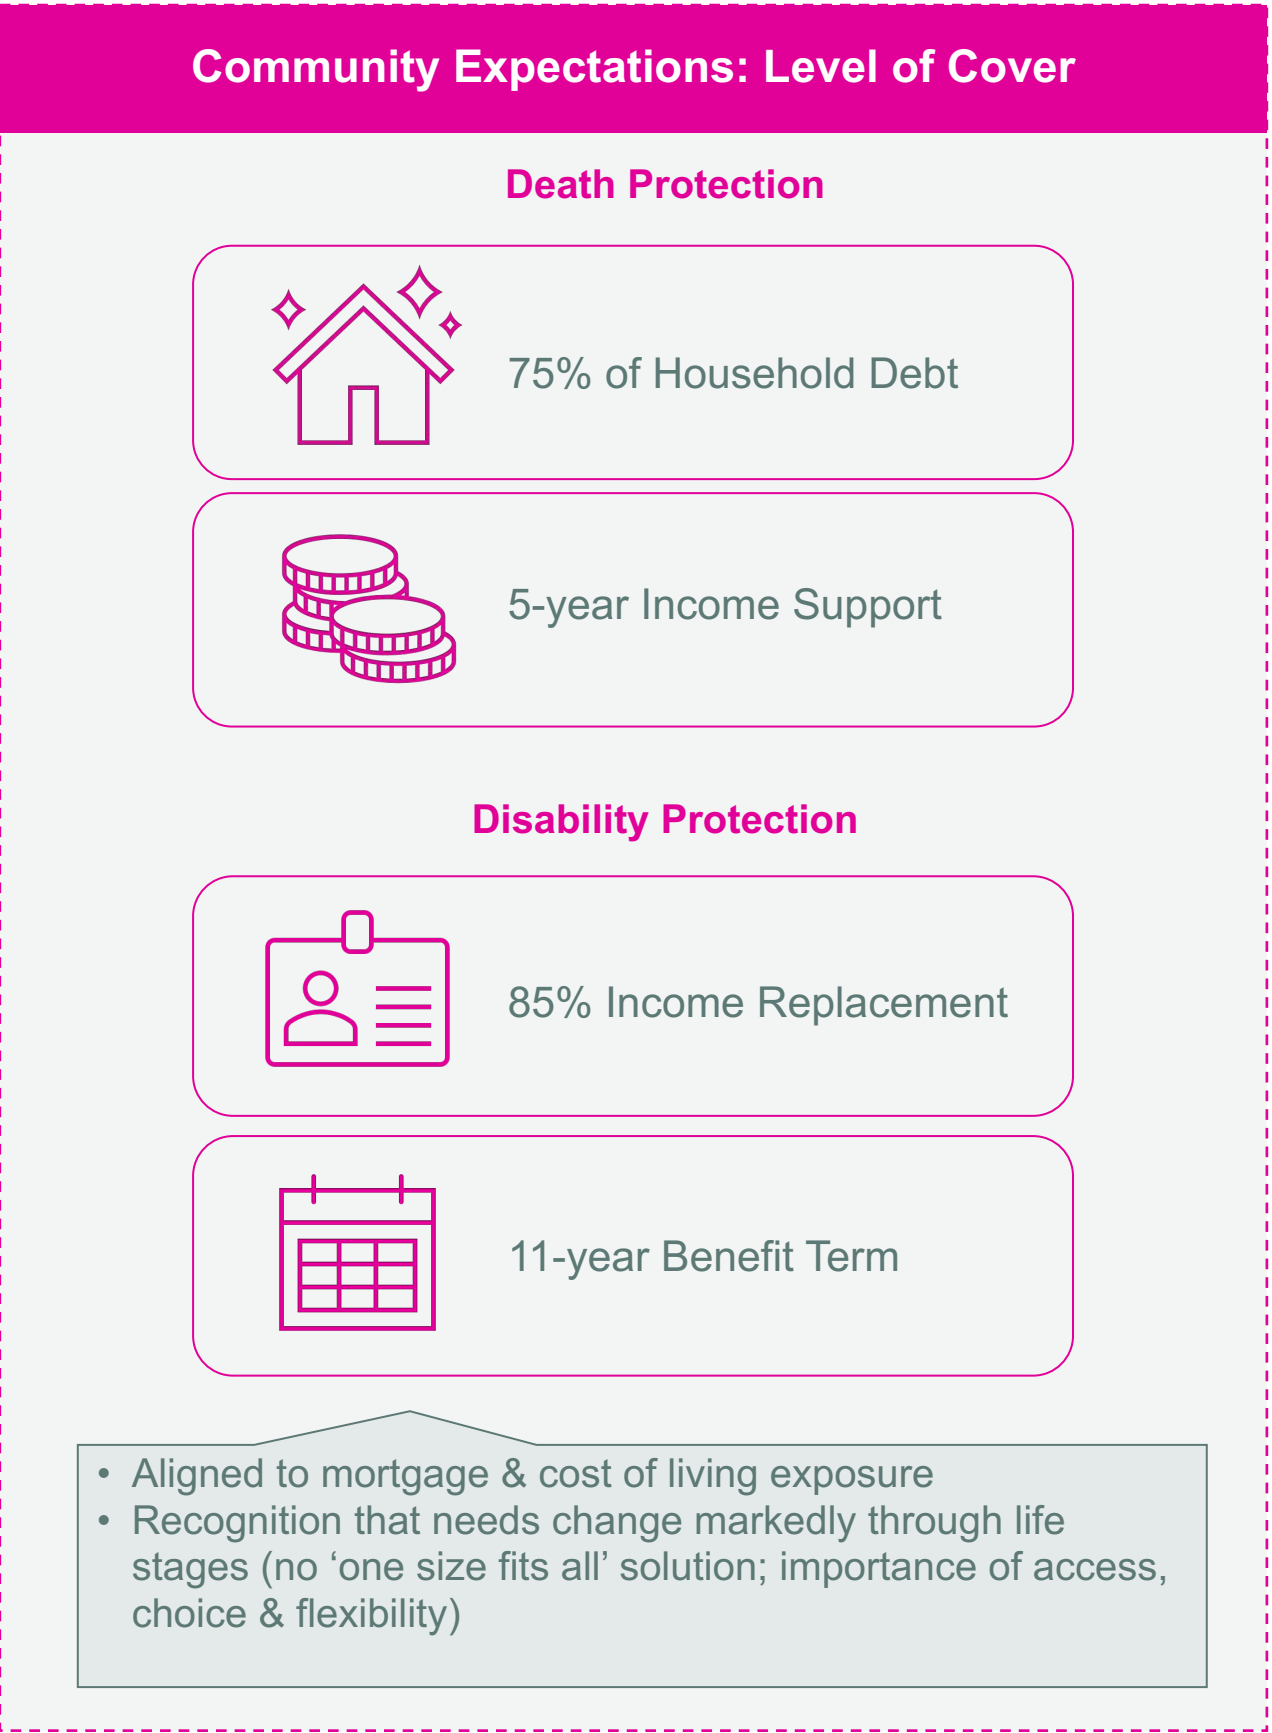 Community Expectations: Level of Cover
Death Protection
75% of Household Debt
5-year Income Support
Disability Protection
85% Income Replacement
11-year Benefit Term
• Aligned to mortgage & cost of living exposure
• Recognition that needs change markedly through life
stages (no ‘one size fits all’ solution; importance of access,
choice & flexibility)